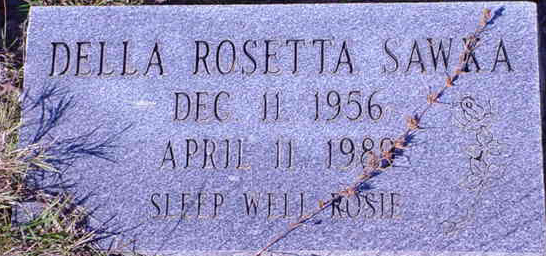 DELLA ROSETTA SAWKA
DEC. 11 1956
APRIL 11
SLEEP WELL ROSIE